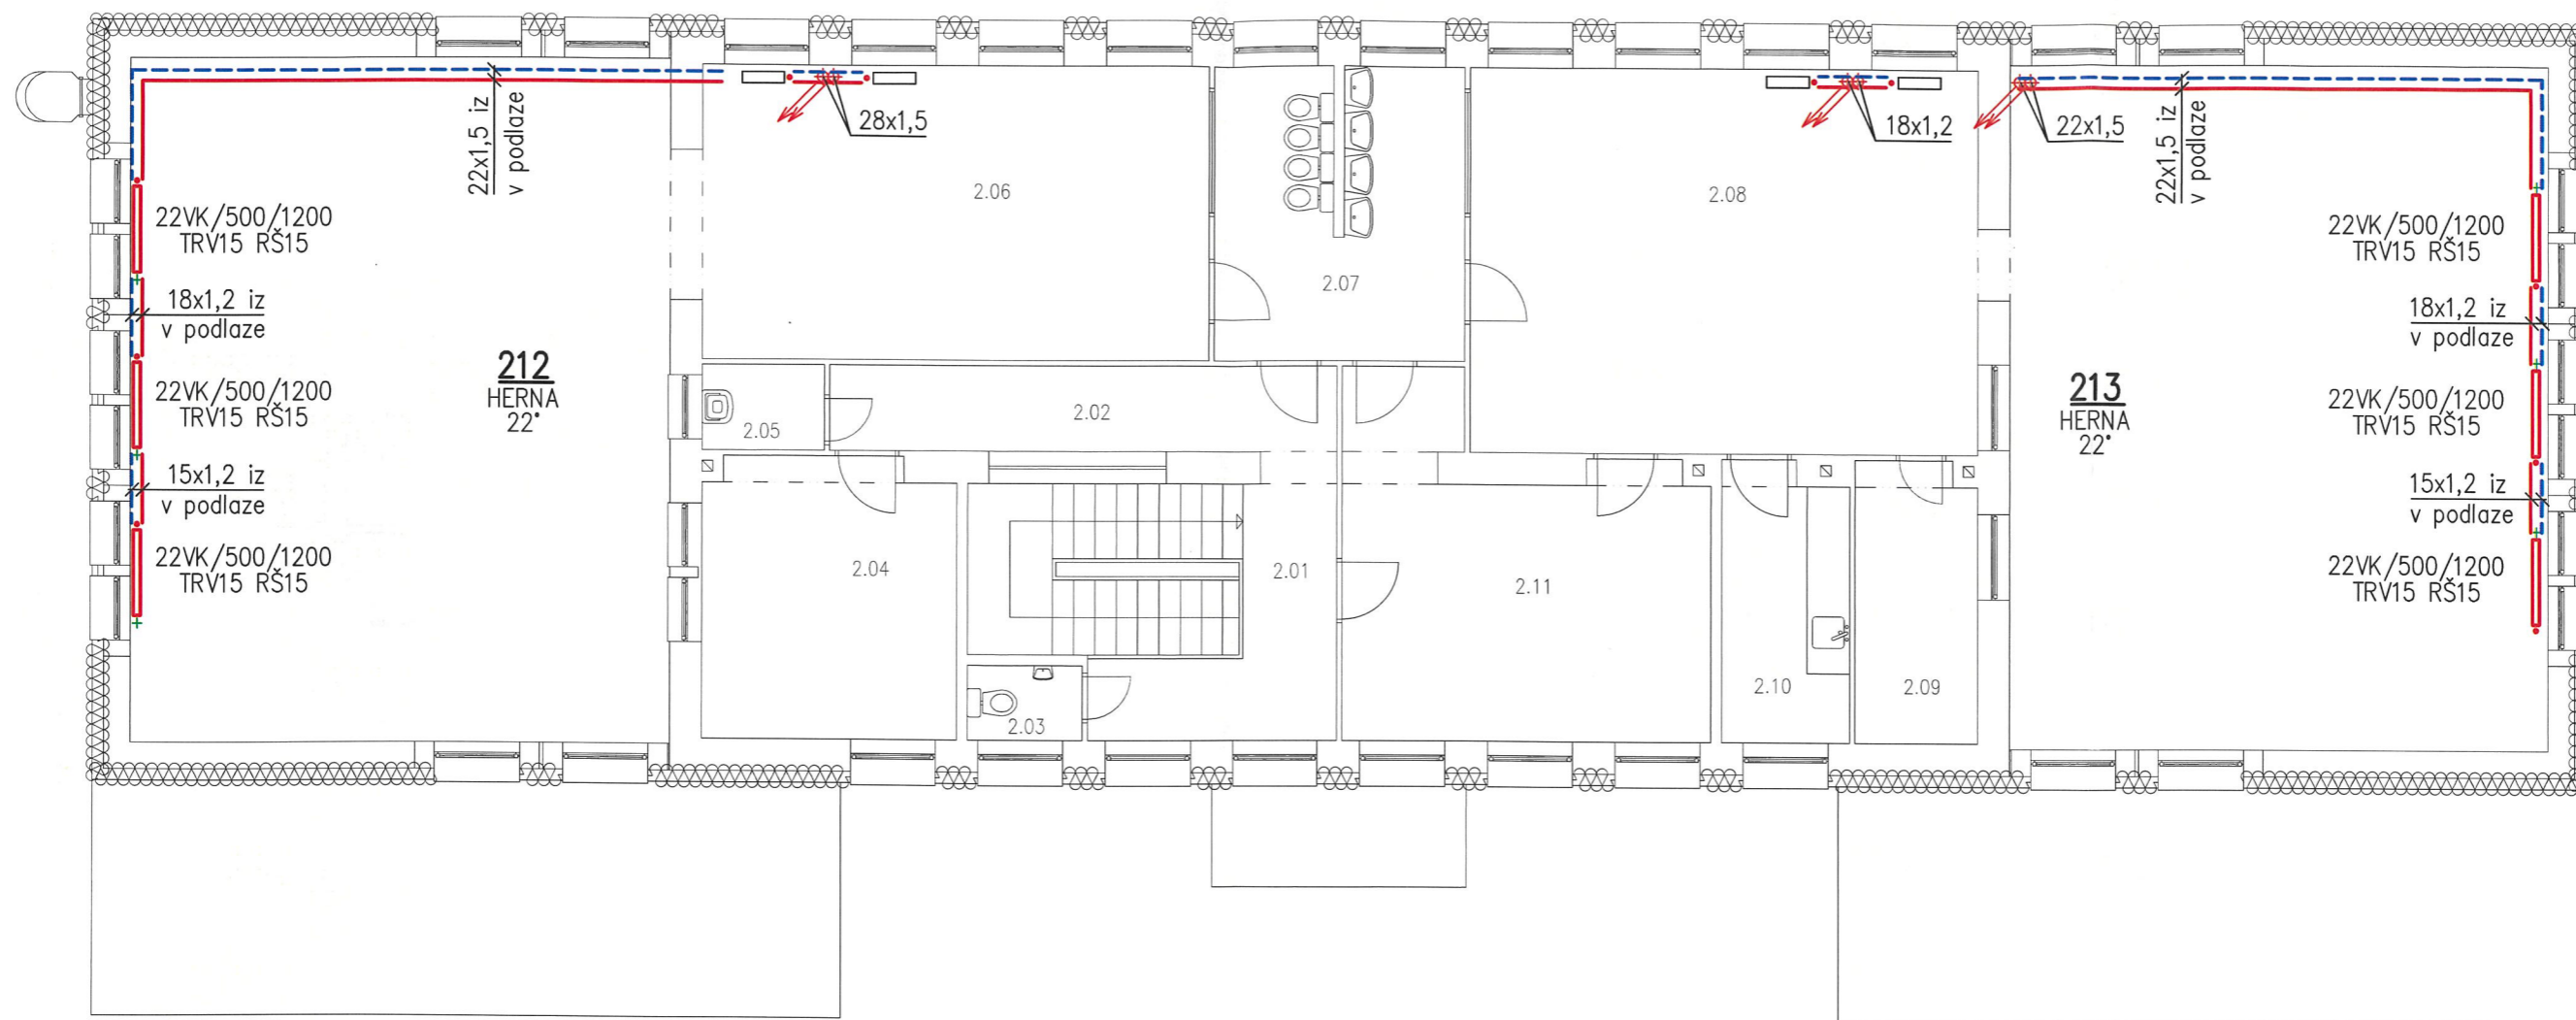 22x1,5 iz
v podlaze
28x1,5
18x1,2
22x1,5
22x1,5 iz
v podlaze
22VK/500/1200
TRV15 RŠ15
2.06
2.08
22VK/500/1200
TRV15 RŠ15
18x1,2 iz
v podlaze
2.07
18x1,2 iz
v podlaze
212
HERNA
22°
22VK/500/1200
TRV15 RŠ15
2.05
2.02
213
HERNA
22°
22VK/500/1200
TRV15 RŠ15
15x1,2 iz
v podlaze
15x1,2 iz
v podlaze
22VK/500/1200
TRV15 RŠ15
2.04
2.01
2.11
22VK/500/1200
TRV15 RŠ15
2.03
2.10
2.09